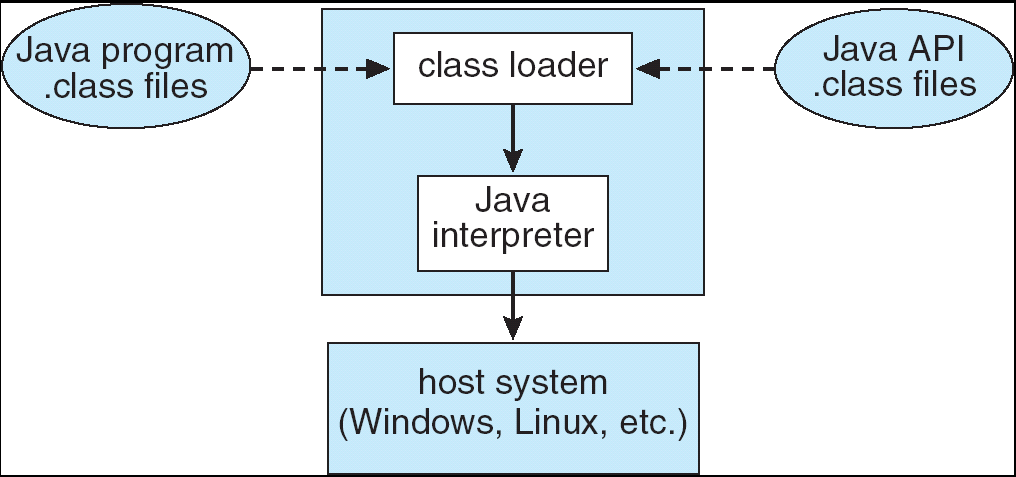 Java program
.class files
class loader
Java API
.class files
Java
interpreter
host system
(Windows, Linux, etc.)